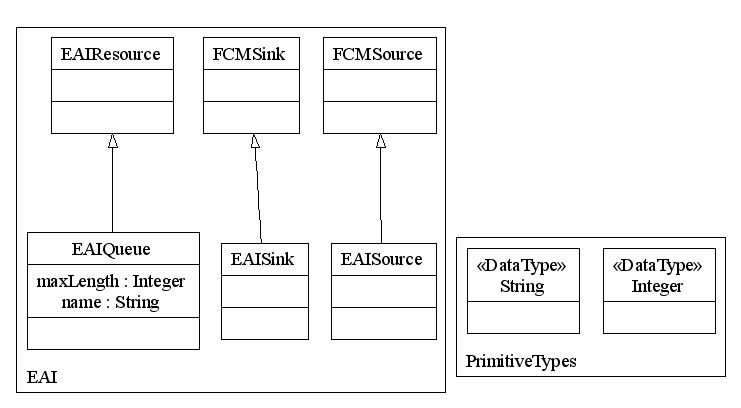 EAIResource
FCMSink
FCMSource
EAIQueue
maxLength : Integer
name : String
EAISink
EAISource
EAI
«DataType»
String
«DataType»
Integer
PrimitiveTypes